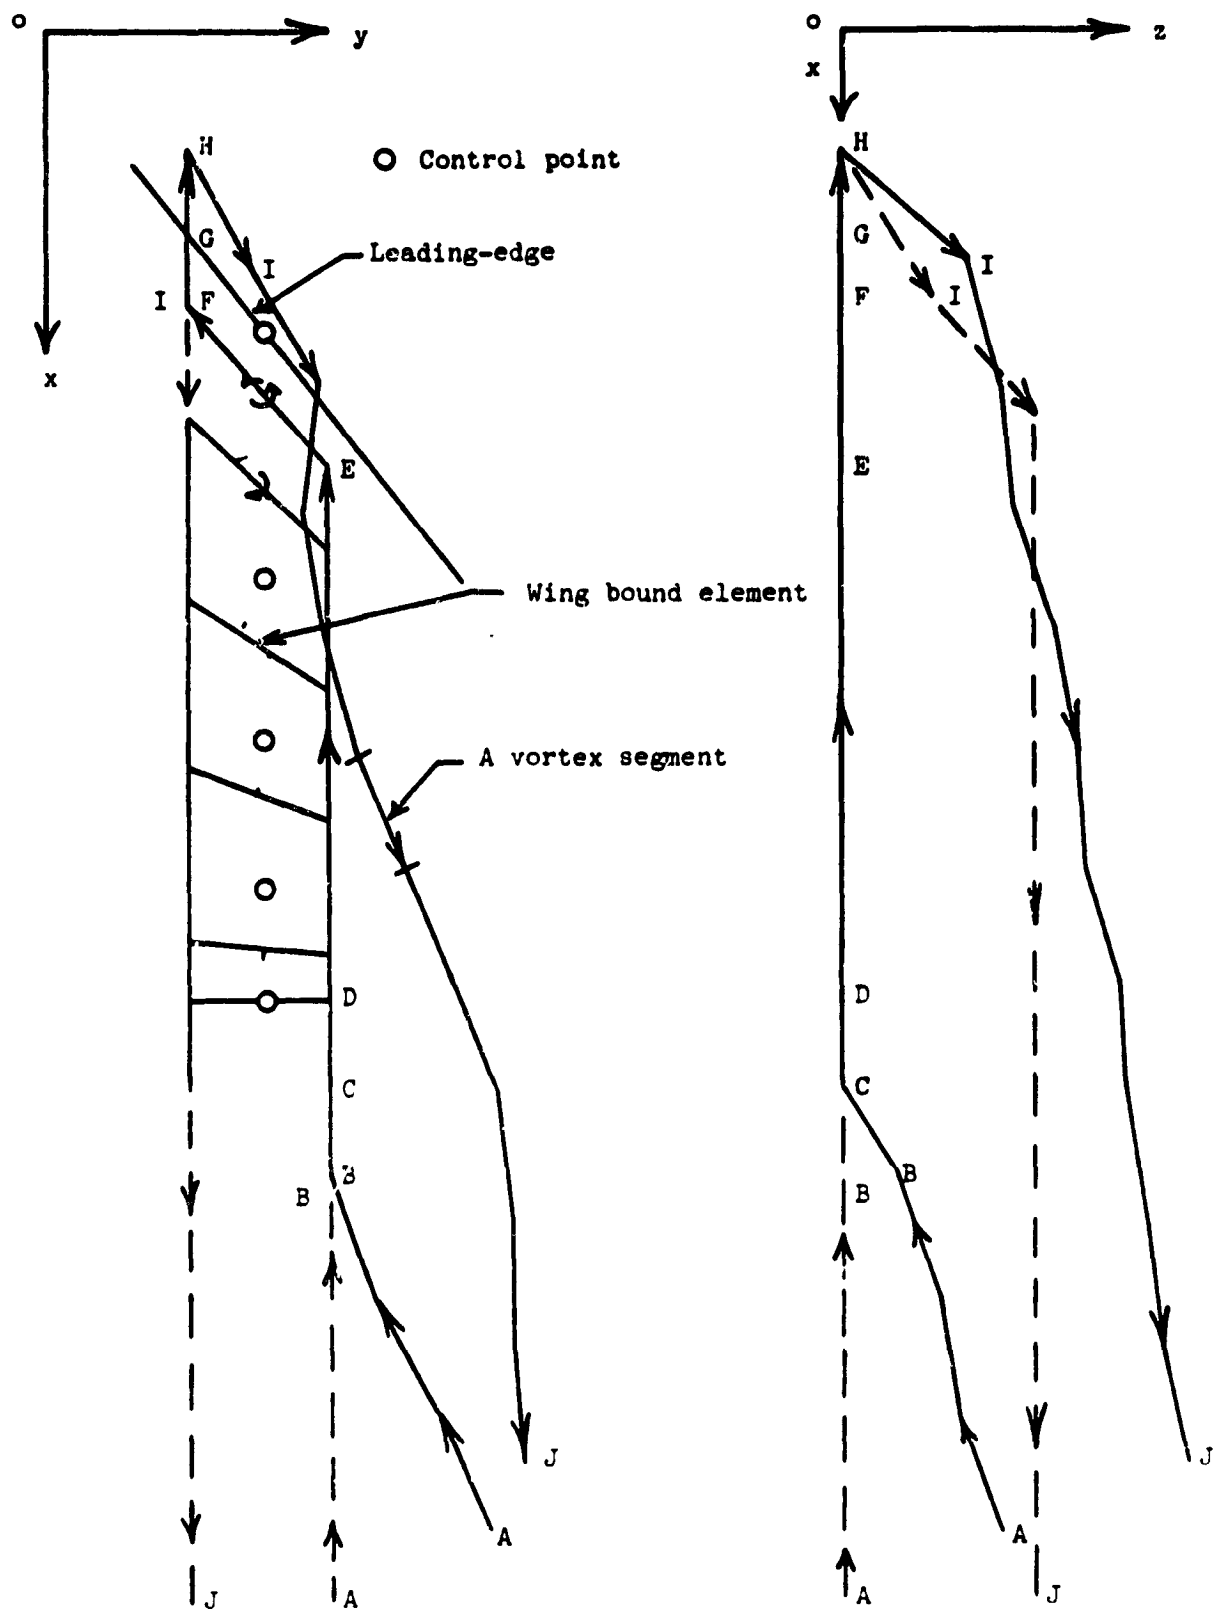 O
y
x
H
O Control point
G
Leading-edge
I
I F
E
Wing bound element
A vortex segment
D
C
B
B
J
A
J
A
O
z
x
H
G
I
F
I
E
D
C
B
B
J
A
A
J